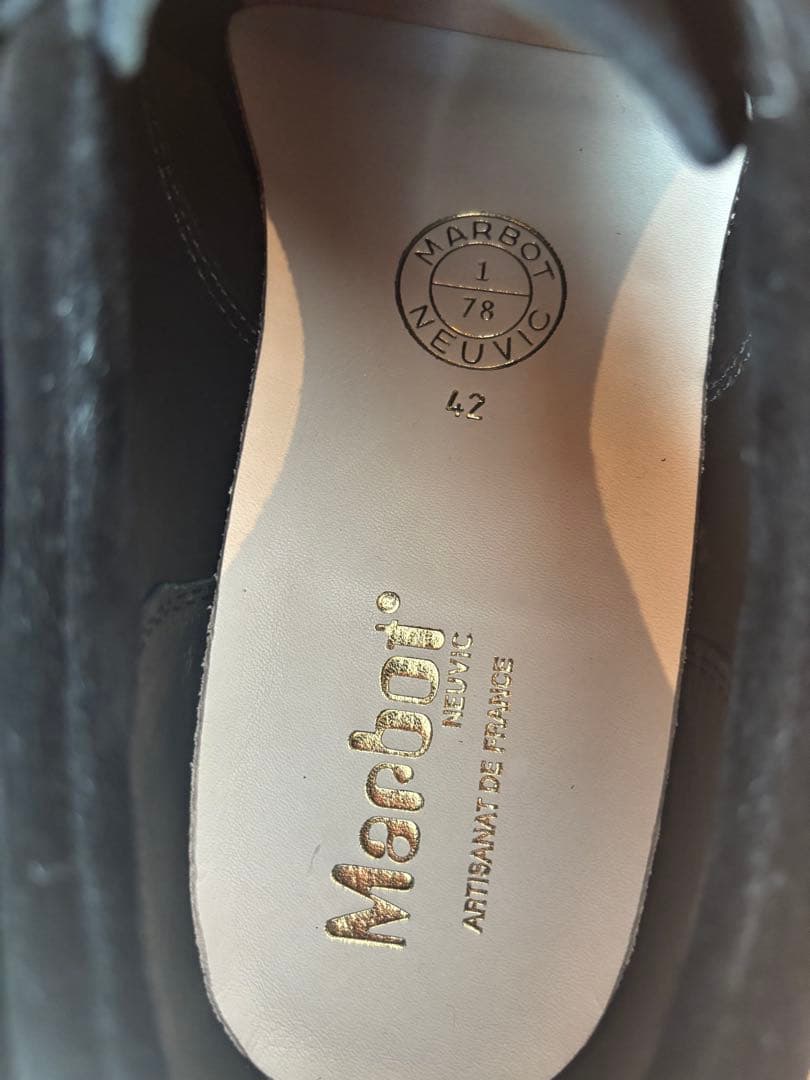 MARBOT
1
78
NEUVIC
42
Marbot
NEUVIC
ARTISANAT DE FRANCE